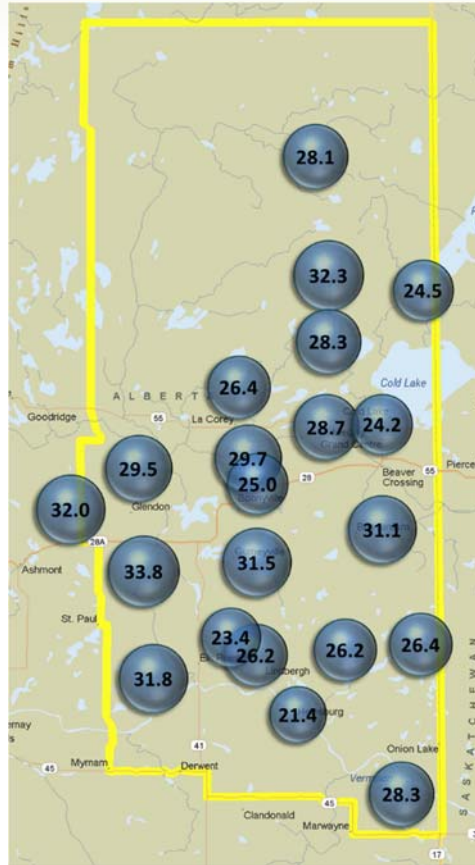 28.1
32.3
24.5
28.3
Cold Lake
26.4
ALBERTA
Goodridge
55
La Corey
28.7
24.2
Grand Centre
29.7
29.5
55
Pierce
Beaver
Crossing
28
25.0
Bonnyville
Glendon
32.0
31.1
28A
31.5
Ashmont
33.8
St. Paul
23.4
26.2
Lindbergh
26.2
26.4
31.8
21.4
SASKATCHEWAN
41
Onion Lake
45
Myrnam
Derwent
28.3
45
Clandonald
Marwayne
17